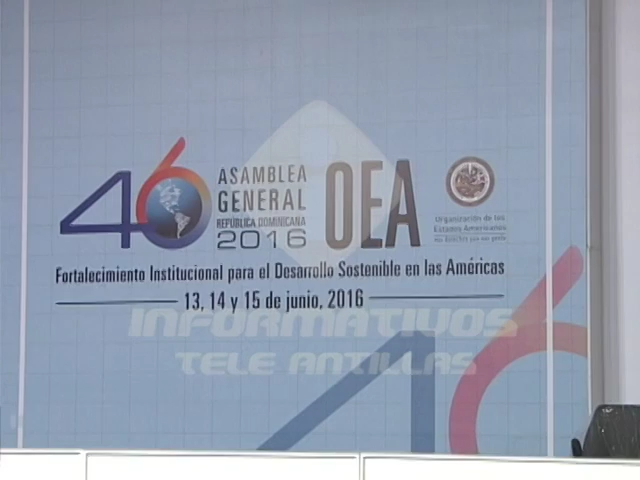 46
ASAMBLEA
GENERAL
REPÚBLICA DOMINICANA
2016
OEA
Organización de los
Estados Americanos
Fortalecimiento Institucional para el Desarrollo Sostenible en las Américas
13, 14 y 15 de junio, 2016
INFORMATIVOS
TELE ANTILLAS
46